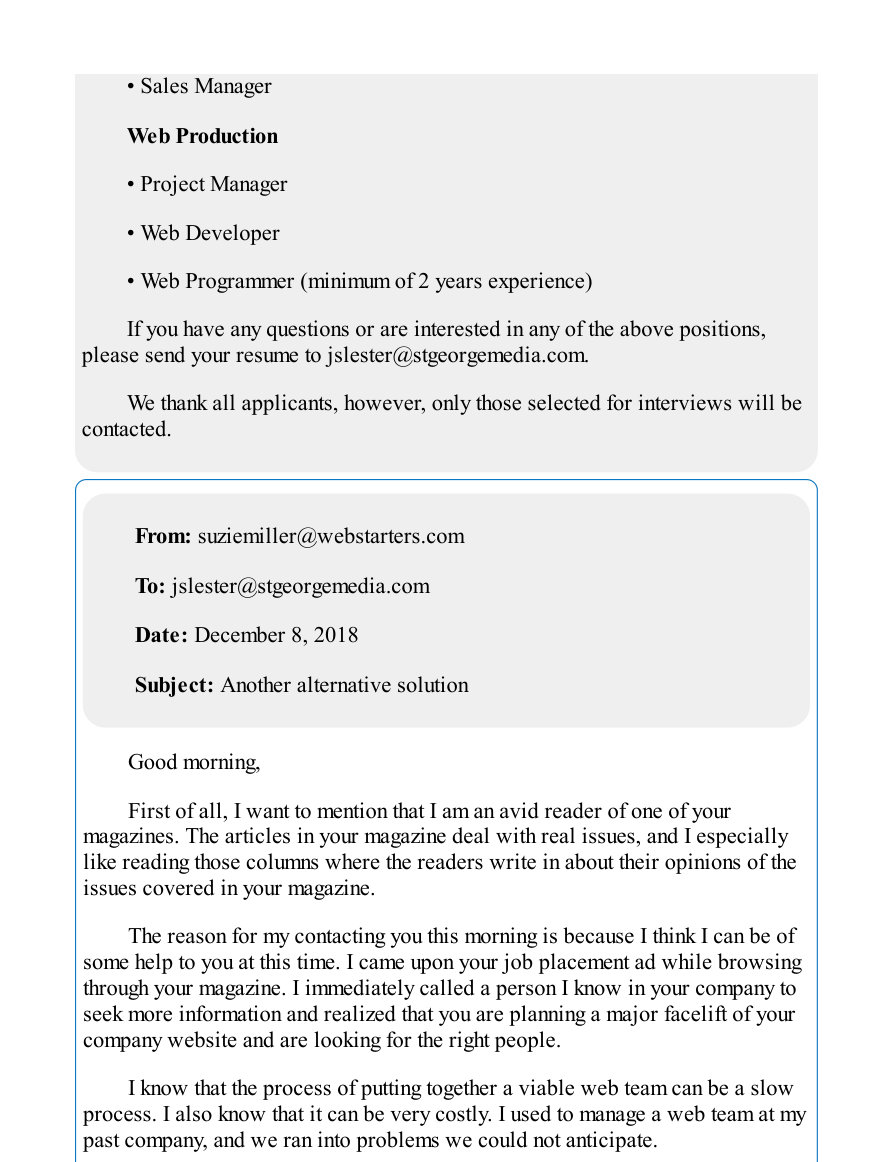 • Sales Manager
Web Production
• Project Manager
• Web Developer
• Web Programmer (minimum of 2 years experience)
If you have any questions or are interested in any of the above positions,
please send your resume to jslester@stgeorgemedia.com.
We thank all applicants, however, only those selected for interviews will be
contacted.
From: suziemiller@webstarters.com
To: jslester@stgeorgemedia.com
Date: December 8, 2018
Subject: Another alternative solution
Good morning,
First of all, I want to mention that I am an avid reader of one of your
magazines. The articles in your magazine deal with real issues, and I especially
like reading those columns where the readers write in about their opinions of the
issues covered in your magazine.
The reason for my contacting you this morning is because I think I can be of
some help to you at this time. I came upon your job placement ad while browsing
through your magazine. I immediately called a person I know in your company to
seek more information and realized that you are planning a major facelift of your
company website and are looking for the right people.
I know that the process of putting together a viable web team can be a slow
process. I also know that it can be very costly. I used to manage a web team at my
past company, and we ran into problems we could not anticipate.